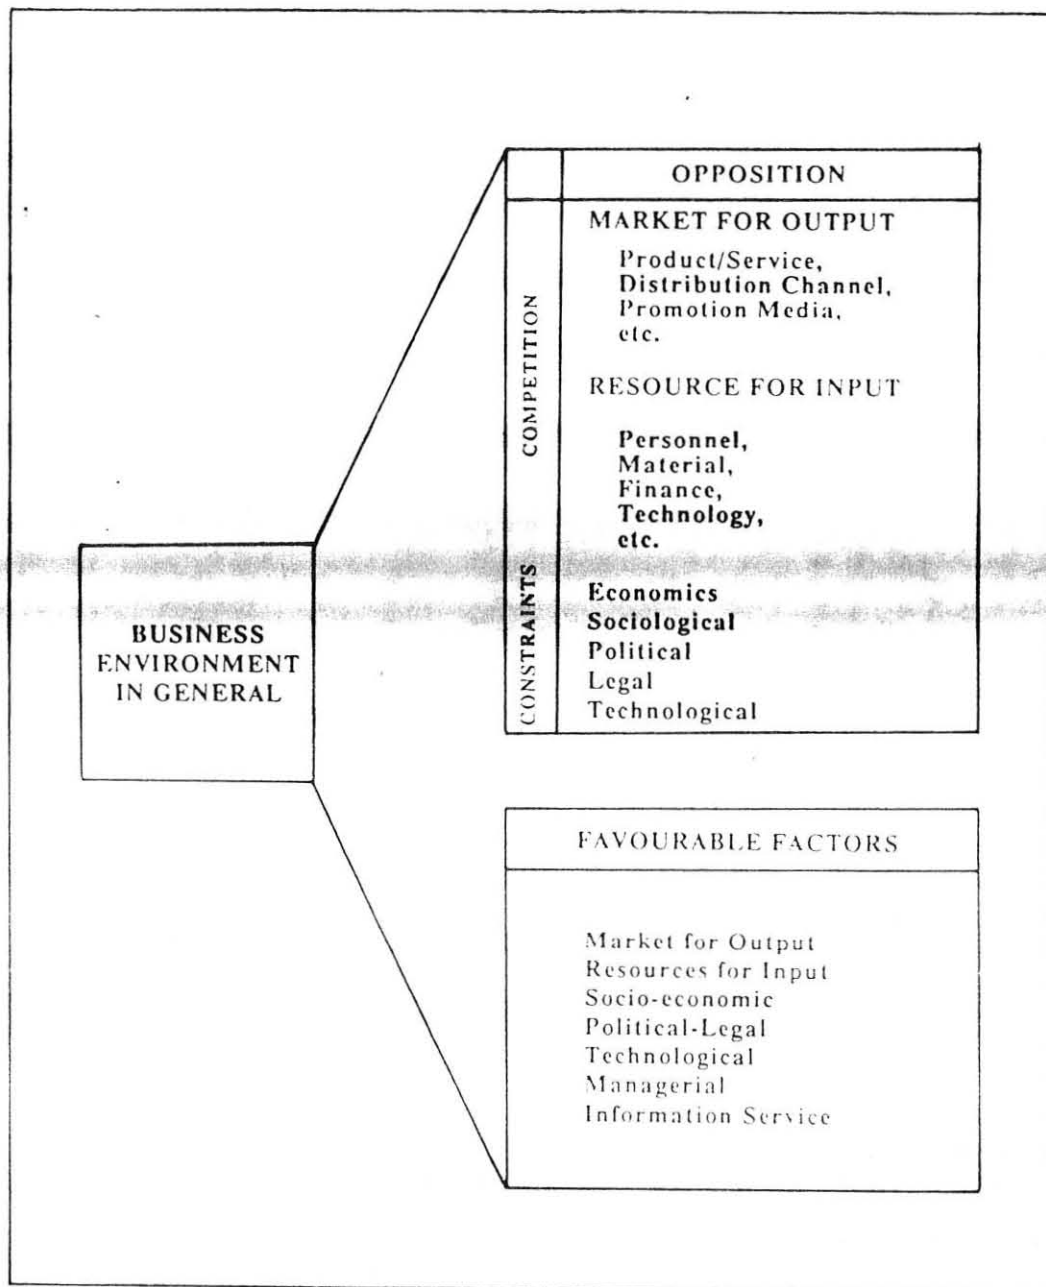 OPPOSITION
COMPETITION
MARKET FOR OUTPUT
Product/Service,
Distribution Channel,
Promotion Media,
etc.
RESOURCE FOR INPUT
Personnel,
Material,
Finance,
Technology,
etc.
CONSTRAINTS
Economics
Sociological
Political
Legal
Technological
BUSINESS
ENVIRONMENT
IN GENERAL
FAVOURABLE FACTORS
Market for Output
Resources for Input
Socio-economic
Political-Legal
Technological
Managerial
Information Service